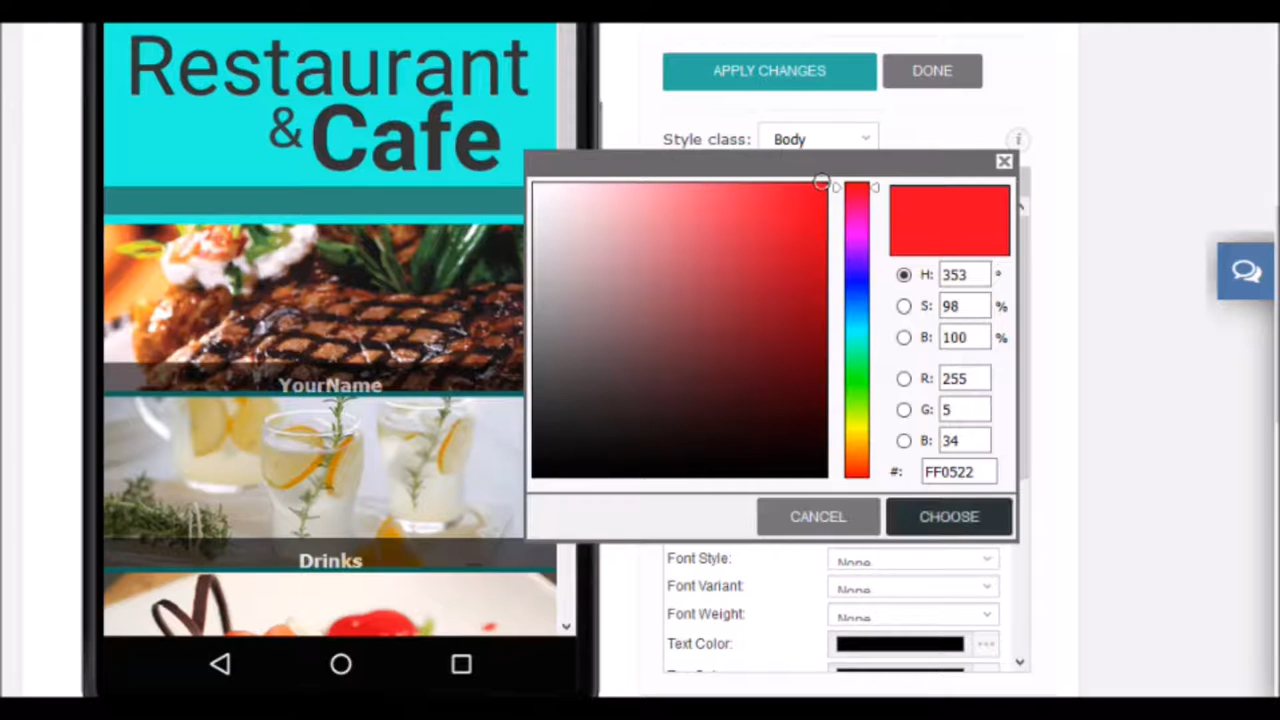 Restaurant
& Cafe
YourName
Drinks
APPLY CHANGES
DONE
Style class: Body
i
H: 353 °
S: 98 %
B: 100 %
R: 255
G: 5
B: 34
#: FF0522
CANCEL
CHOOSE
Font Style: None
Font Variant: None
Font Weight: None
Text Color: